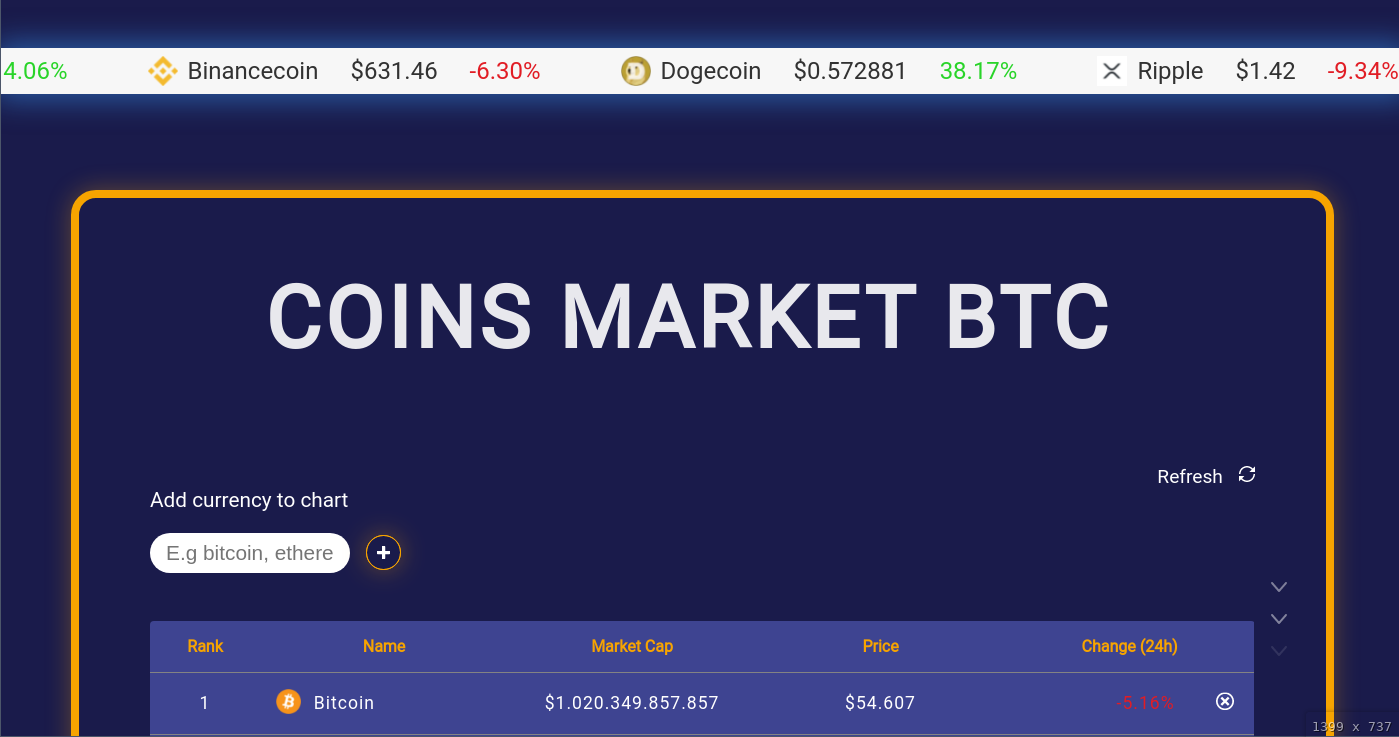 4.06% Binancecoin $631.46 -6.30% Dogecoin $0.572881 38.17% Ripple $1.42 -9.34%
COINS MARKET BTC
Refresh
Add currency to chart
E.g bitcoin, ethere
Rank Name Market Cap Price Change (24h)
1 Bitcoin $1.020.349.857.857 $54.607 -5.16%
1399 x 737